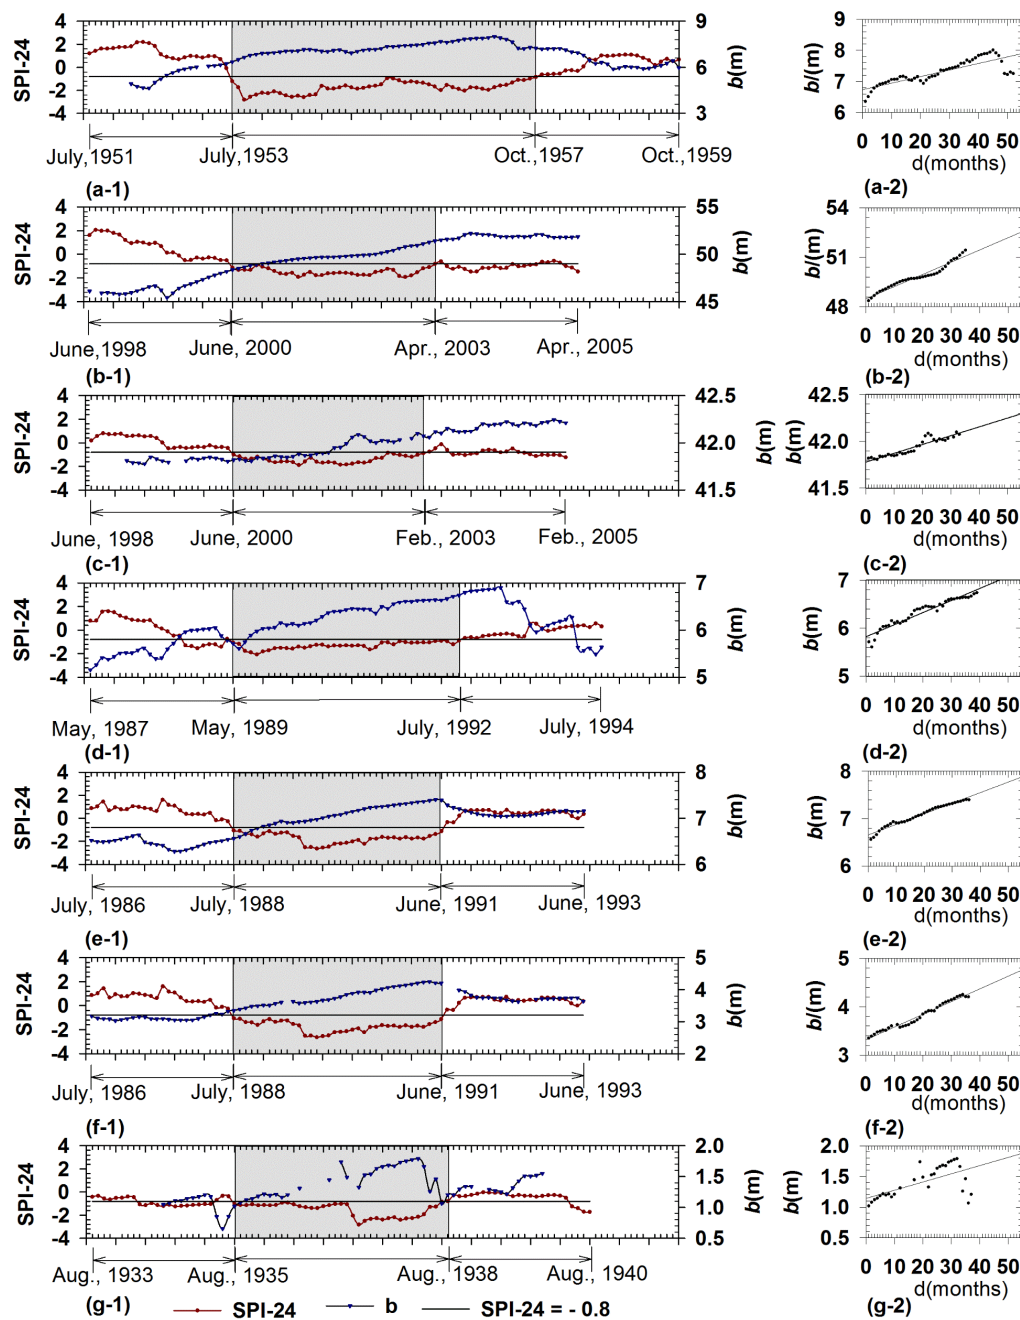 SPI-24
4
2
0
-2
-4
9
6
3
b(m)
July,1951
July,1953
Oct.,1957
Oct.,1959
b/(m)
9
8
7
6
0 10 20 30 40 50
d(months)
(a-1)
(a-2)
SPI-24
4
2
0
-2
-4
55
50
45
b(m)
June,1998
June, 2000
Apr., 2003
Apr., 2005
b/(m)
54
51
48
0 10 20 30 40 50
d(months)
(b-1)
(b-2)
SPI-24
4
2
0
-2
-4
42.5
42.0
41.5
b(m)
June, 1998
June, 2000
Feb., 2003
Feb., 2005
b(m)
42.5
42.0
41.5
0 10 20 30 40 50
d(months)
(c-1)
(c-2)
SPI-24
4
2
0
-2
-4
7
6
5
b(m)
May, 1987
May, 1989
July, 1992
July, 1994
b/(m)
7
6
5
0 10 20 30 40 50
d(months)
(d-1)
(d-2)
SPI-24
4
2
0
-2
-4
8
7
6
b(m)
July, 1986
July, 1988
June, 1991
June, 1993
b/(m)
8
7
6
0 10 20 30 40 50
d(months)
(e-1)
(e-2)
SPI-24
4
2
0
-2
-4
5
4
3
2
b(m)
July, 1986
July, 1988
June, 1991
June, 1993
b/(m)
5
4
3
0 10 20 30 40 50
d(months)
(f-1)
(f-2)
SPI-24
4
2
0
-2
-4
2.0
1.5
1.0
0.5
b(m)
Aug., 1933
Aug., 1935
Aug., 1938
Aug., 1940
b(m)
2.0
1.5
1.0
0.5
0 10 20 30 40 50
d(months)
(g-1) SPI-24 b SPI-24 = - 0.8
(g-2)